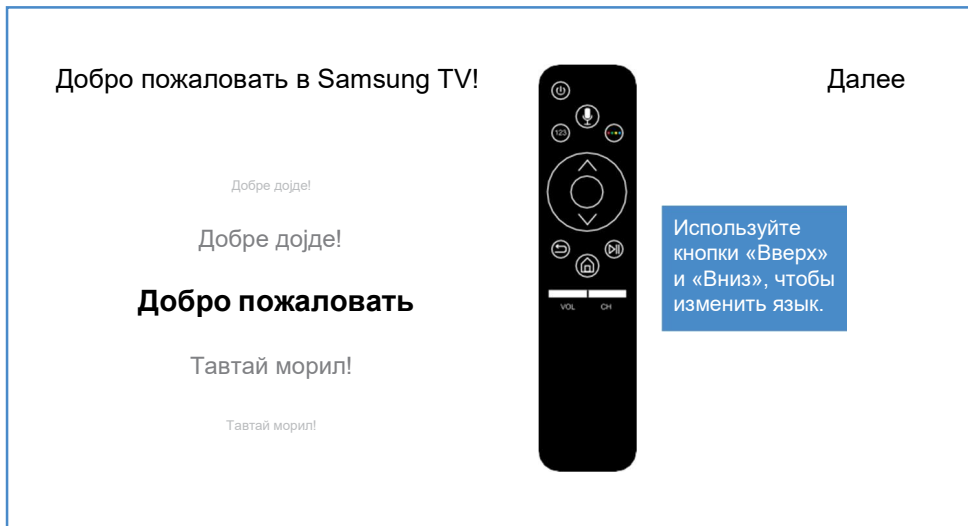 Добро пожаловать в Samsung TV!
Далее
Добре дојде!
Добре дојде!
Добро пожаловать
Тавтай морил!
Тавтай морил!
123
VOL CH
Используйте
кнопки «Вверх»
и «Вниз», чтобы
изменить язык.